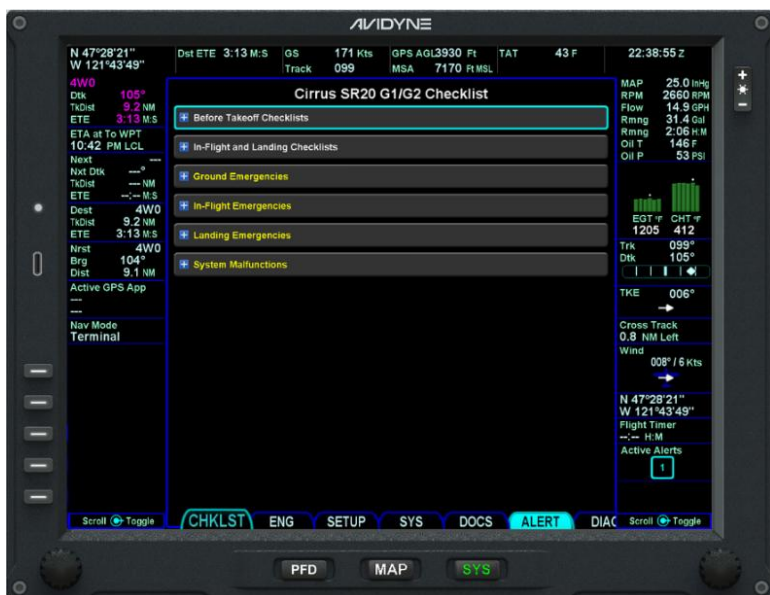 AVIDYNE
N 47°28'21"
W 121°43'49"
Dst ETE 3:13 M:S GS 171 Kts GPS AGL 3930 Ft TAT 43 F
Track 099 MSA 7170 Ft MSL
22:38:55 Z
4W0
Dtk 105°
TkDist 9.2 NM
ETE 3:13 M:S
ETA at To WPT
10:42 PM LCL
Next ---
Nxt Dtk ---°
TkDist --- NM
ETE --:-- M:S
Dest 4W0
TkDist 9.2 NM
ETE 3:13 M:S
Nrst 4W0
Brg 104°
Dist 9.1 NM
Active GPS App
---
---
Nav Mode
Terminal
Scroll Toggle
Cirrus SR20 G1/G2 Checklist
Before Takeoff Checklists
In-Flight and Landing Checklists
Ground Emergencies
In-Flight Emergencies
Landing Emergencies
System Malfunctions
MAP 25.0 InHg
RPM 2660 RPM
Flow 14.9 GPH
Rmng 31.4 Gal
Rmng 2:06 H:M
Oil T 146 F
Oil P 53 PSI
EGT °F CHT °F
1205 412
Trk 099°
Dtk 105°
TKE 006°
Cross Track
0.8 NM Left
Wind
008° / 6 Kts
N 47°28'21"
W 121°43'49"
Flight Timer
--:-- H:M
Active Alerts
1
Scroll Toggle
CHKLST ENG SETUP SYS DOCS ALERT DIAG
PFD MAP SYS